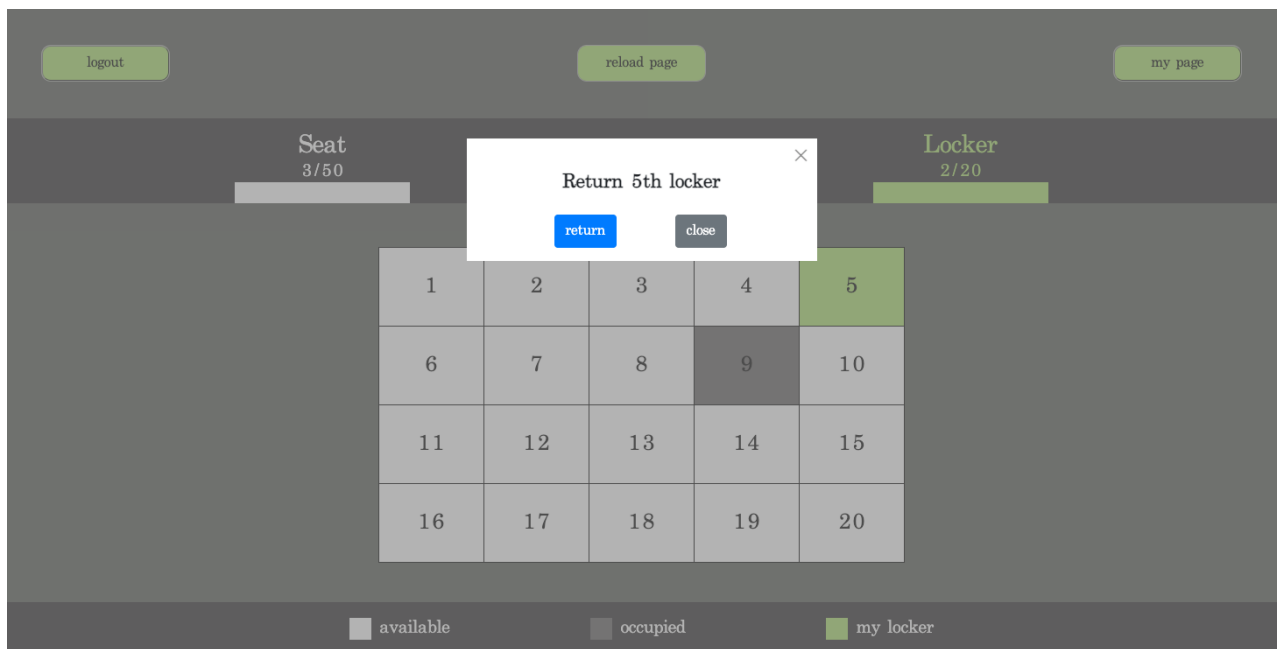 logout
reload page
my page
Seat
3/50
Locker
2/20
Return 5th locker
return
close
1 2 3 4 5
6 7 8 9 10
11 12 13 14 15
16 17 18 19 20
available
occupied
my locker